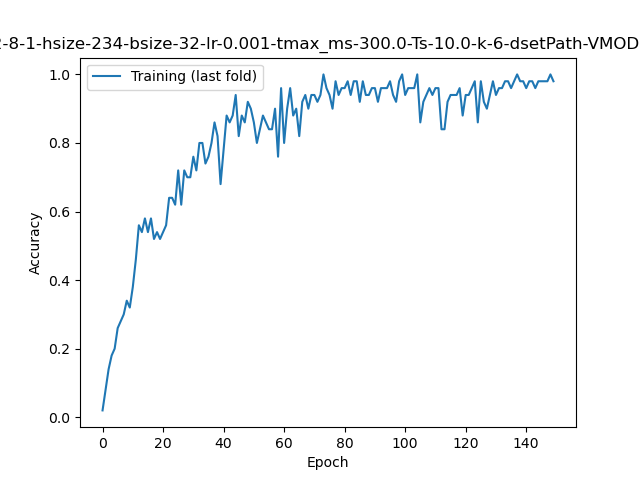 -8-1-hsize-234-bsize-32-lr-0.001-tmax_ms-300.0-Ts-10.0-k-6-dsetPath-VMOD
Training (last fold)
1.0
0.8
0.6
0.4
0.2
0.0
Accuracy
0 20 40 60 80 100 120 140
Epoch